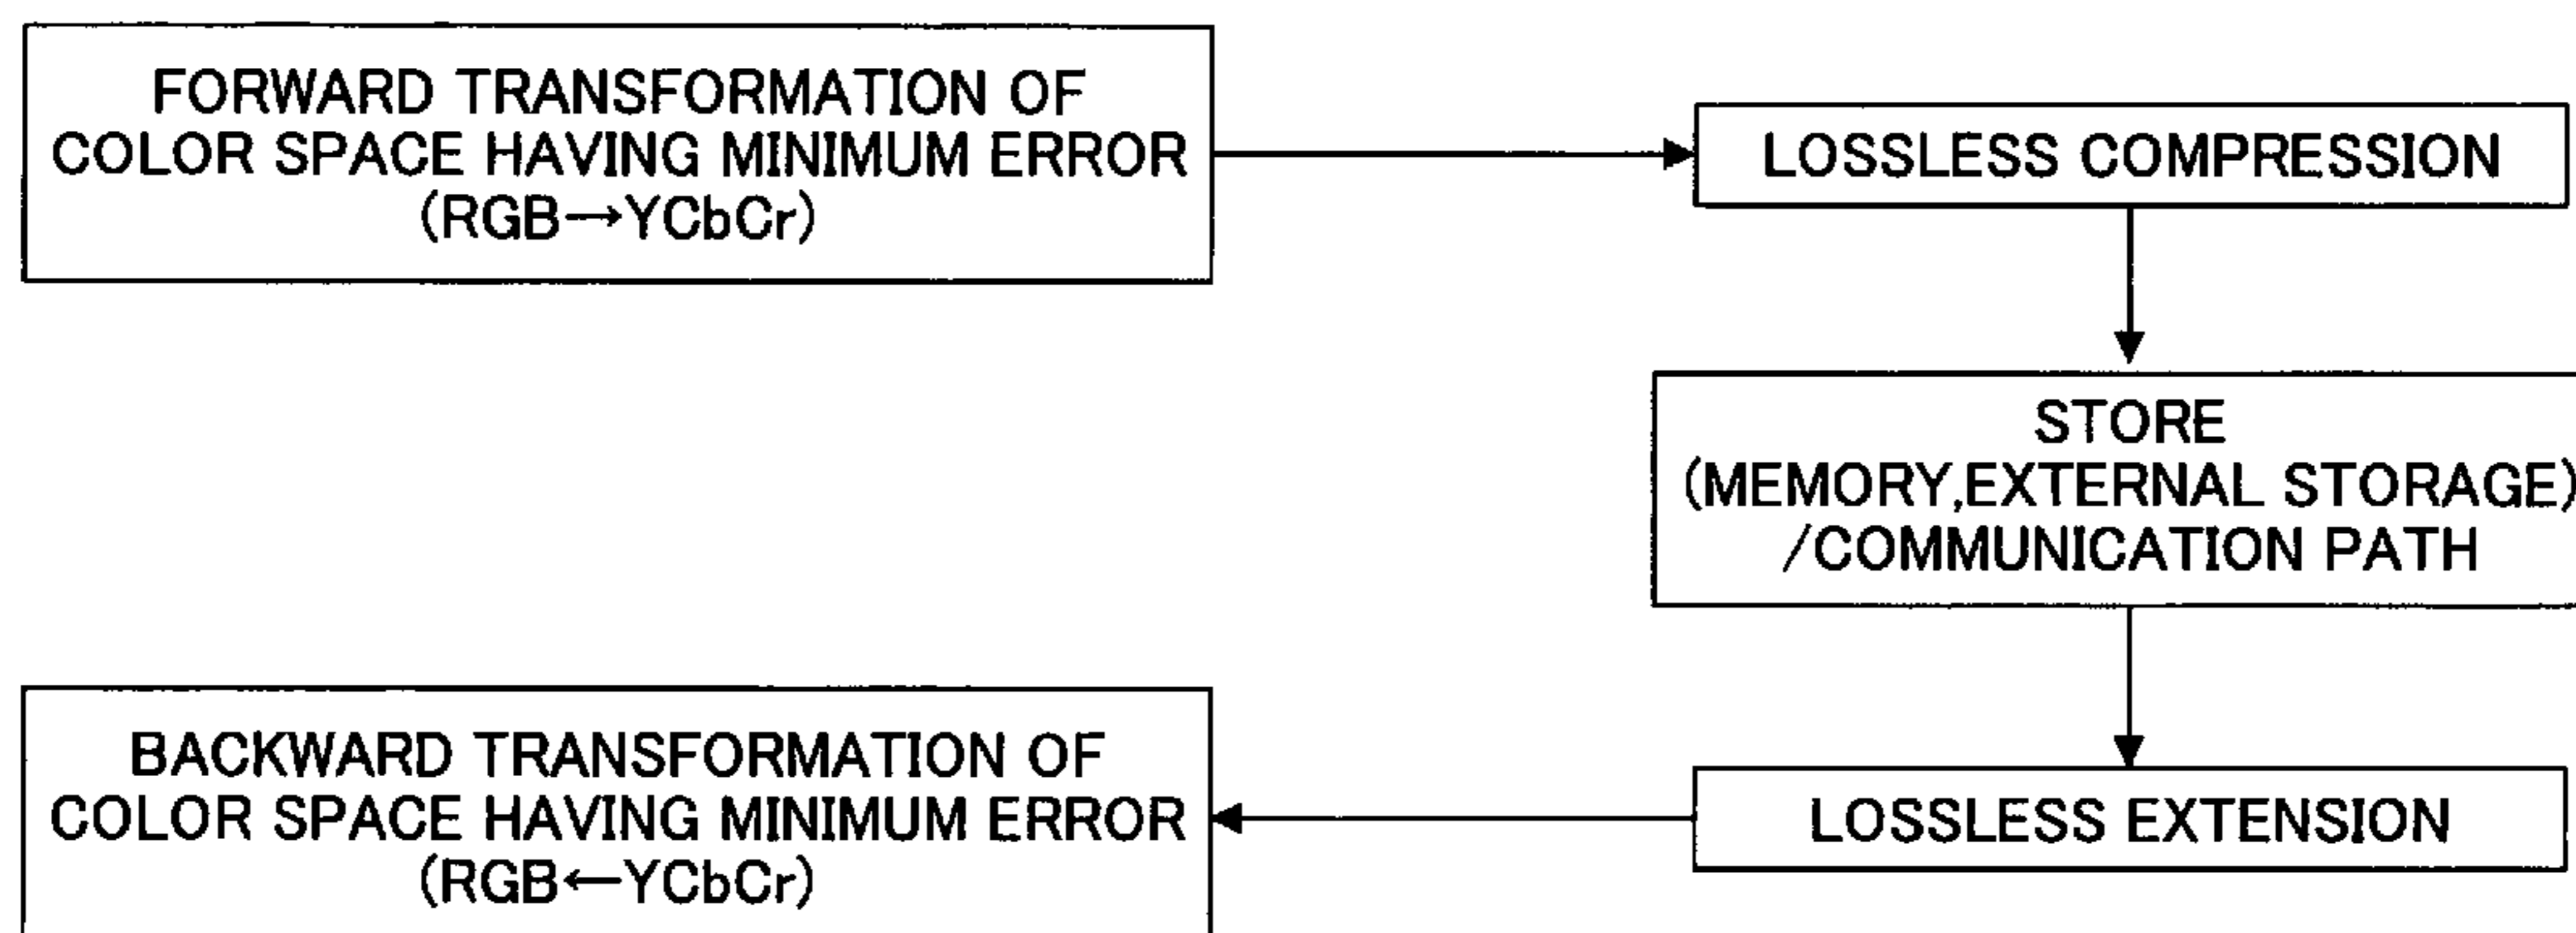 FORWARD TRANSFORMATION OF
COLOR SPACE HAVING MINIMUM ERROR
(RGB→YCbCr)
LOSSLESS COMPRESSION
STORE
(MEMORY,EXTERNAL STORAGE)
/COMMUNICATION PATH
LOSSLESS EXTENSION
BACKWARD TRANSFORMATION OF
COLOR SPACE HAVING MINIMUM ERROR
(RGB←YCbCr)